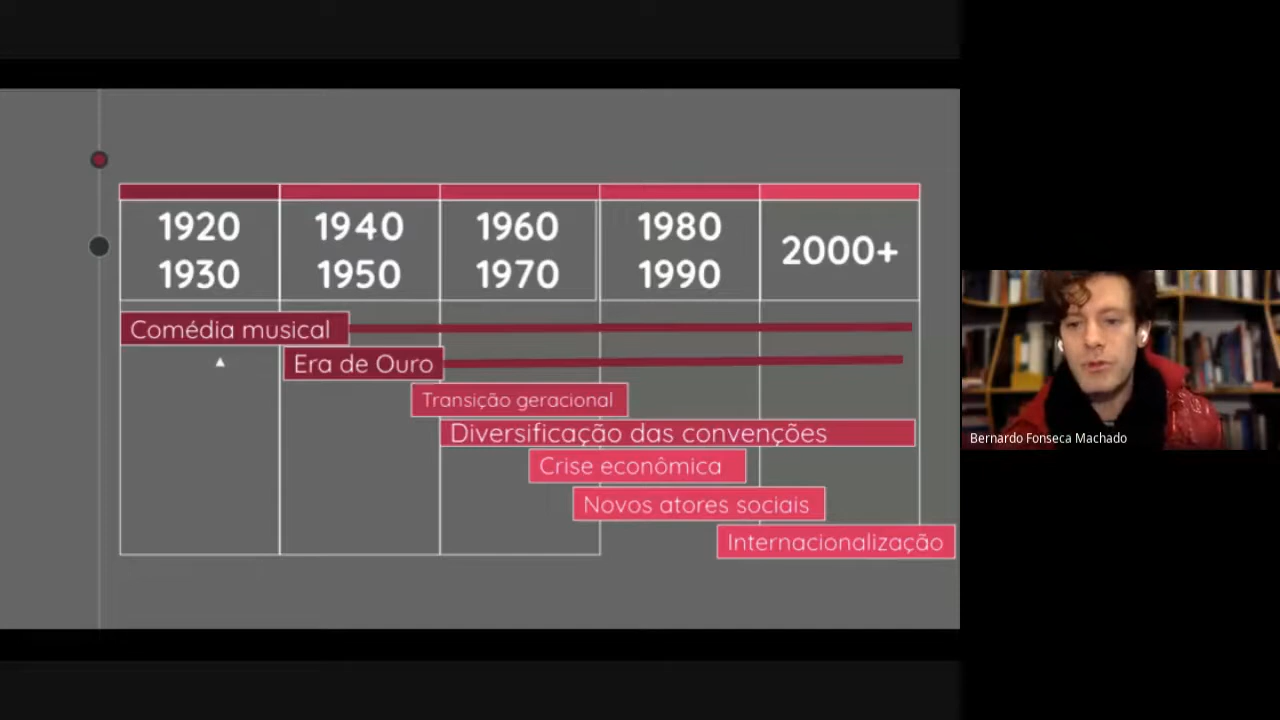 1920
1930
1940
1950
1960
1970
1980
1990
2000+
Comédia musical
Era de Ouro
Transição geracional
Diversificação das convenções
Crise econômica
Novos atores sociais
Internacionalização
Bernardo Fonseca Machado